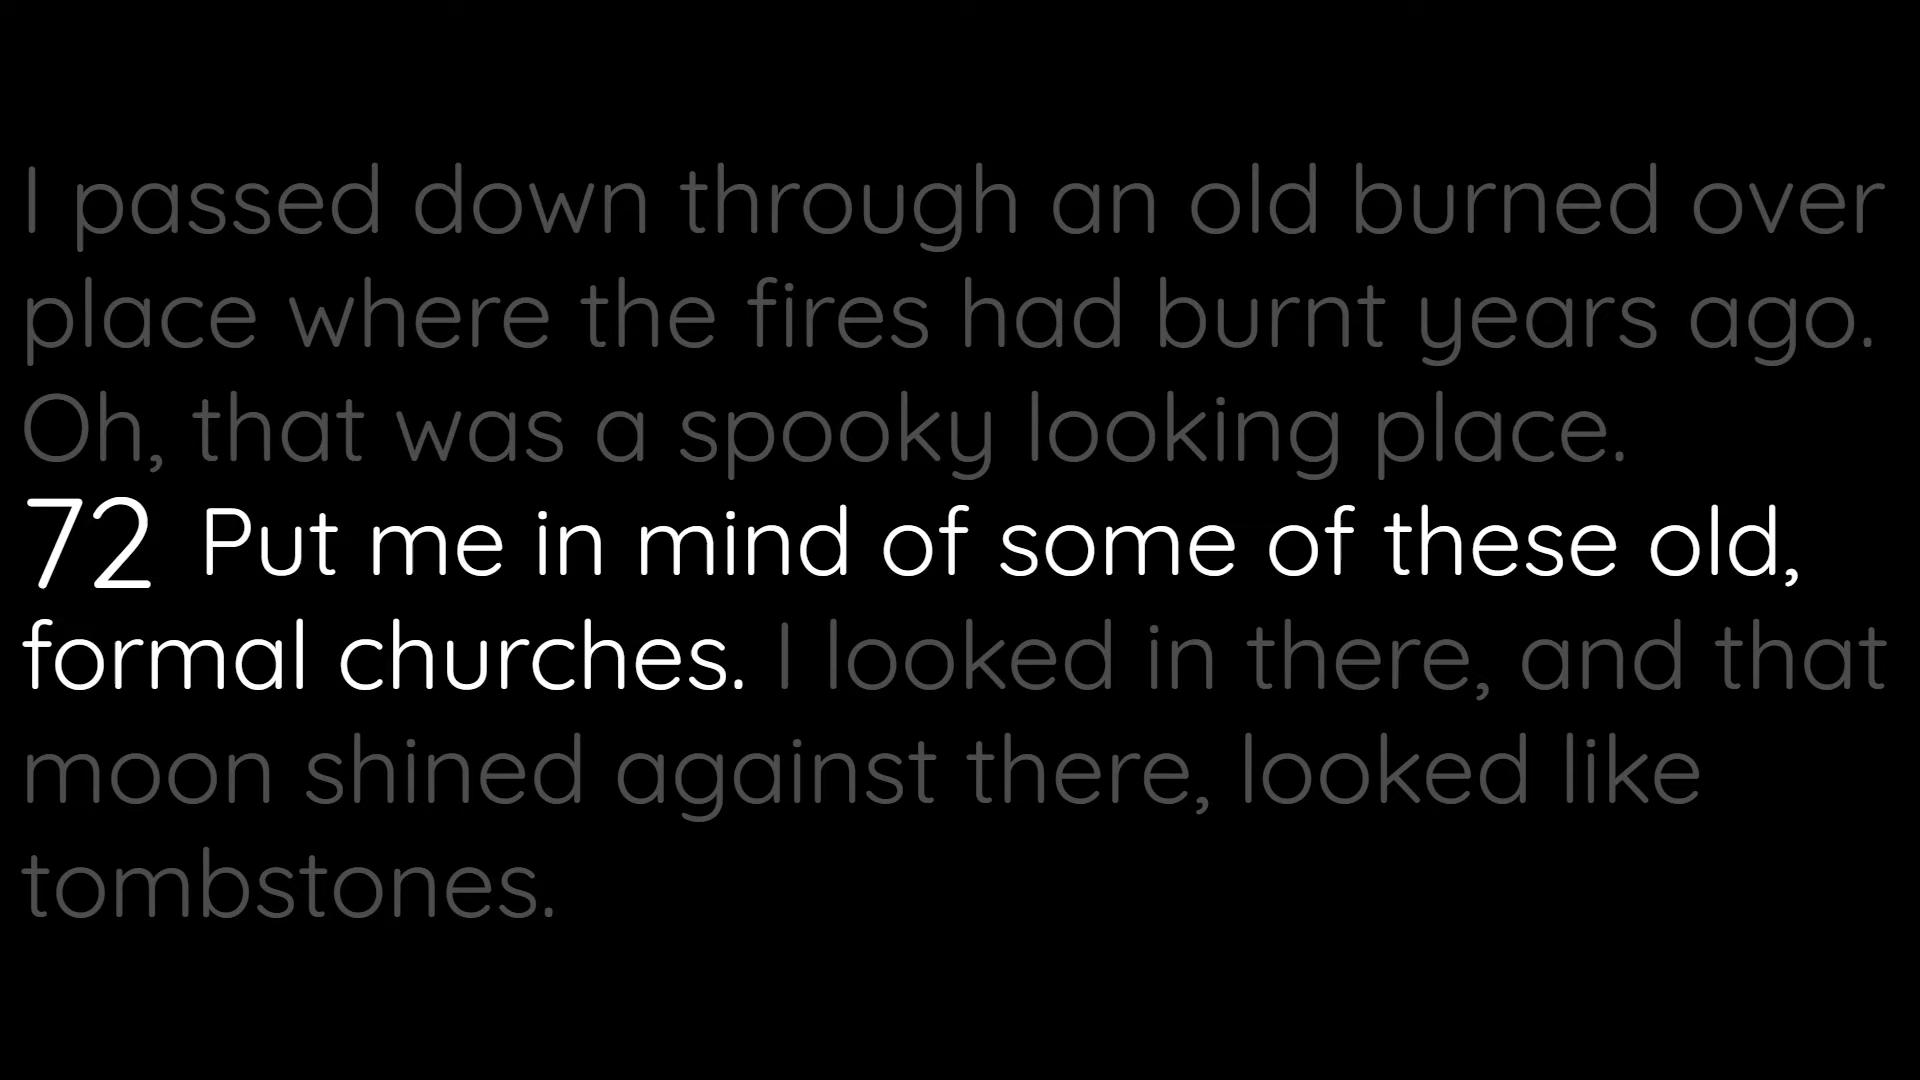 I passed down through an old burned over
place where the fires had burnt years ago.
Oh, that was a spooky looking place.
72 Put me in mind of some of these old,
formal churches. I looked in there, and that
moon shined against there, looked like
tombstones.